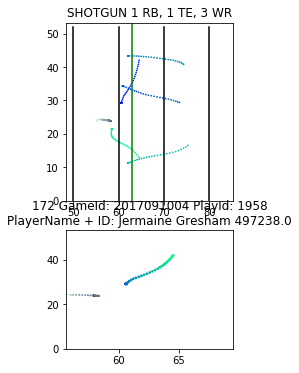 SHOTGUN 1 RB, 1 TE, 3 WR
50
40
30
20
10
0
50 60 70 80
172 GameId: 2017091004 PlayId: 1958
PlayerName + ID: Jermaine Gresham 497238.0
40
20
0
60 65